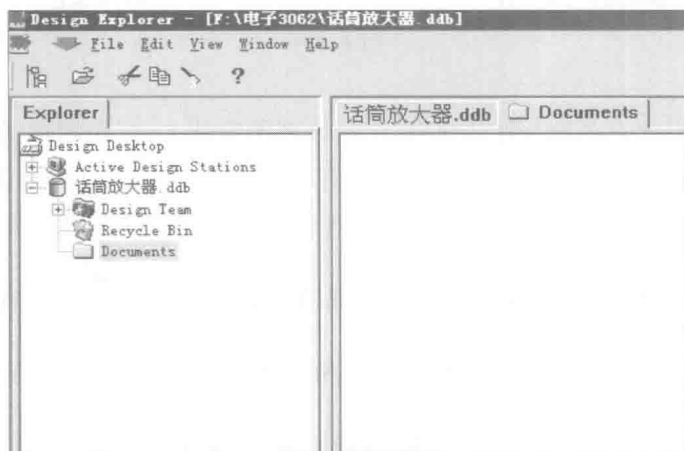 Design Explorer - [F:\电子3062\话筒放大器.ddb]
File Edit View Window Help
?
Explorer
话筒放大器.ddb Documents
Design Desktop
Active Design Stations
话筒放大器.ddb
Design Team
Recycle Bin
Documents